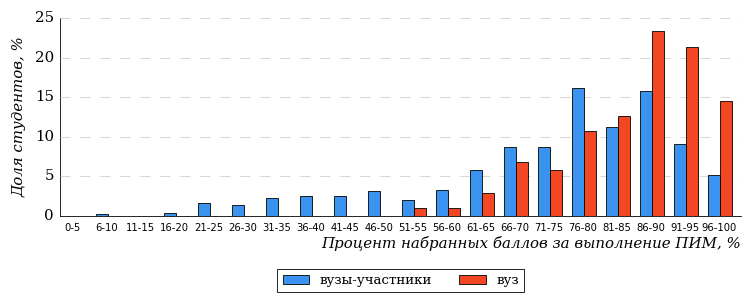 Доля студентов, %
25
20
15
10
5
0
0-5 6-10 11-15 16-20 21-25 26-30 31-35 36-40 41-45 46-50 51-55 56-60 61-65 66-70 71-75 76-80 81-85 86-90 91-95 96-100
Процент набранных баллов за выполнение ПИМ, %
вузы-участники вуз